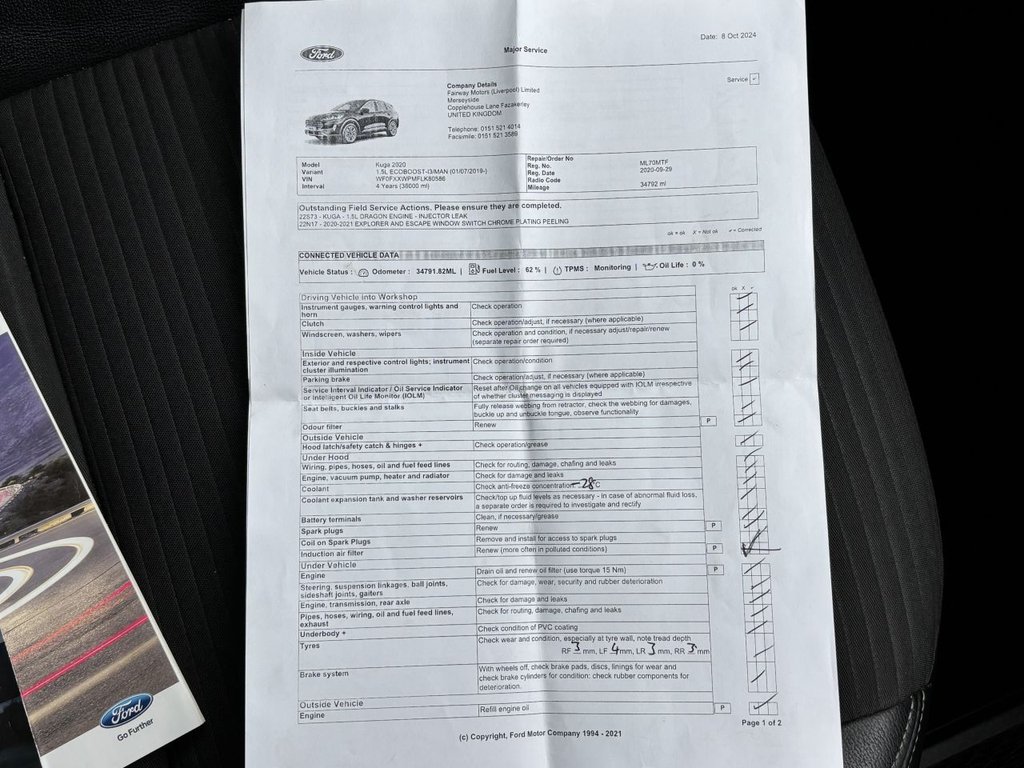 Date: 8 Oct 2024
Ford
Major Service
Service
Company Details
Fairway Motors (Liverpool) Limited
Merseyside
Copplehouse Lane Fazakerley
UNITED KINGDOM
Telephone: 0151 521 4014
Facsimile: 0151 521 3589
Model Kuga 2020
Variant 1.5L ECOBOOST-I3/MAN (01/07/2019-)
VIN WF0FXXWPMFLK80586
Interval 4 Years (35000 ml)
Repair/Order No
Reg. No. ML70MTF
Reg. Date 2020-09-29
Radio Code
Mileage 34792 ml
Outstanding Field Service Actions. Please ensure they are completed.
22S73 - KUGA - 1.5L DRAGON ENGINE - INJECTOR LEAK
22N17 - 2020-2021 EXPLORER AND ESCAPE WINDOW SWITCH CHROME PLATING PEELING
ok = ok X = Not ok ✓ = Corrected
CONNECTED VEHICLE DATA
Vehicle Status : Odometer : 34791.82ML | Fuel Level : 62 % | TPMS : Monitoring | Oil Life : 0 %
ok X ✓
Driving Vehicle into Workshop
Instrument gauges, warning control lights and horn Check operation
Clutch Check operation/adjust, if necessary (where applicable)
Windscreen, washers, wipers Check operation and condition, if necessary adjust/repair/renew
(separate repair order required)
Inside Vehicle
Exterior and respective control lights; instrument cluster illumination Check operation/condition
Parking brake Check operation/adjust, if necessary (where applicable)
Service Interval Indicator / Oil Service Indicator Reset after Oil change on all vehicles equipped with IOLM irrespective
or Intelligent Oil Life Monitor (IOLM) of whether cluster messaging is displayed
Seat belts, buckles and stalks Fully release webbing from retractor, check the webbing for damages,
buckle up and unbuckle tongue, observe functionality
Odour filter Renew P
Outside Vehicle
Hood latch/safety catch & hinges + Check operation/grease
Under Hood
Wiring, pipes, hoses, oil and fuel feed lines Check for routing, damage, chafing and leaks
Engine, vacuum pump, heater and radiator Check for damage and leaks
Coolant Check anti-freeze concentration -28°C
Coolant expansion tank and washer reservoirs Check/top up fluid levels as necessary - in case of abnormal fluid loss,
a separate order is required to investigate and rectify
Battery terminals Clean, if necessary/grease
Spark plugs Renew P
Coil on Spark Plugs Remove and install for access to spark plugs
Induction air filter Renew (more often in polluted conditions) P
Under Vehicle
Engine Drain oil and renew oil filter (use torque 15 Nm) P
Steering, suspension linkages, ball joints, Check for damage, wear, security and rubber deterioration
sideshaft joints, gaiters
Engine, transmission, rear axle Check for damage and leaks
Pipes, hoses, wiring, oil and fuel feed lines, Check for routing, damage, chafing and leaks
exhaust
Underbody + Check condition of PVC coating
Tyres Check wear and condition, especially at tyre wall, note tread depth
RF 3 mm, LF 4 mm, LR 3 mm, RR 3 mm
Brake system With wheels off, check brake pads, discs, linings for wear and
check brake cylinders for condition: check rubber components for
deterioration.
Outside Vehicle
Engine Refill engine oil P
Page 1 of 2
(c) Copyright, Ford Motor Company 1994 - 2021
Ford
Go Further